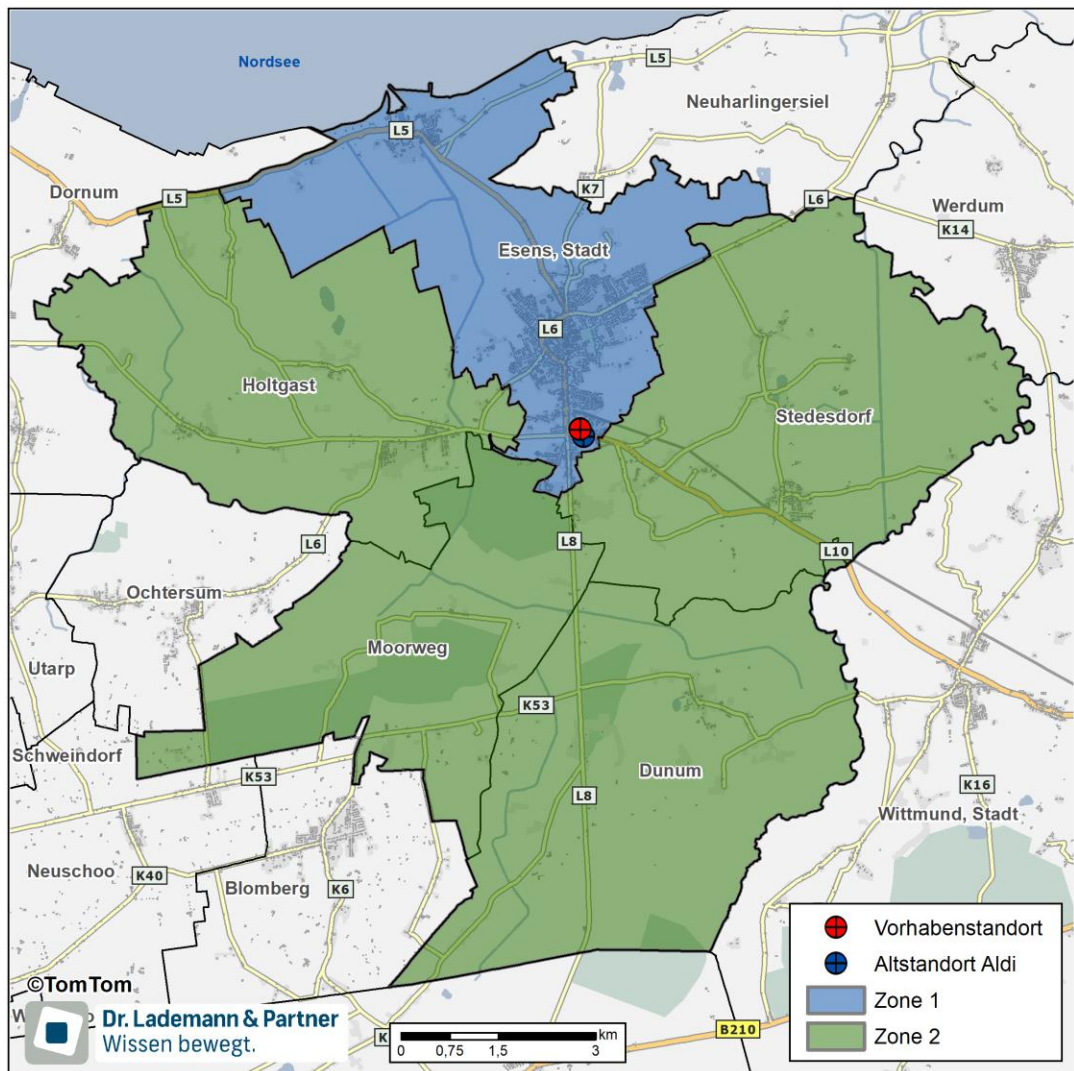 Nordsee
L5
Neuharlingersiel
L5
K7
Dornum
L5
L6
Werdum
K14
Esens, Stadt
L6
Holtgast
Stedesdorf
L6
L8
L10
Ochtersum
Moorweg
Utarp
K53
Schweindorf
K53
Dunum
L8
K16
Wittmund, Stadt
Neuschoo
K40
Blomberg
K6
B210
Vorhabenstandort
Altstandort Aldi
Zone 1
Zone 2
©TomTom
Dr. Lademann & Partner
Wissen bewegt.
km
0 0,75 1,5 3